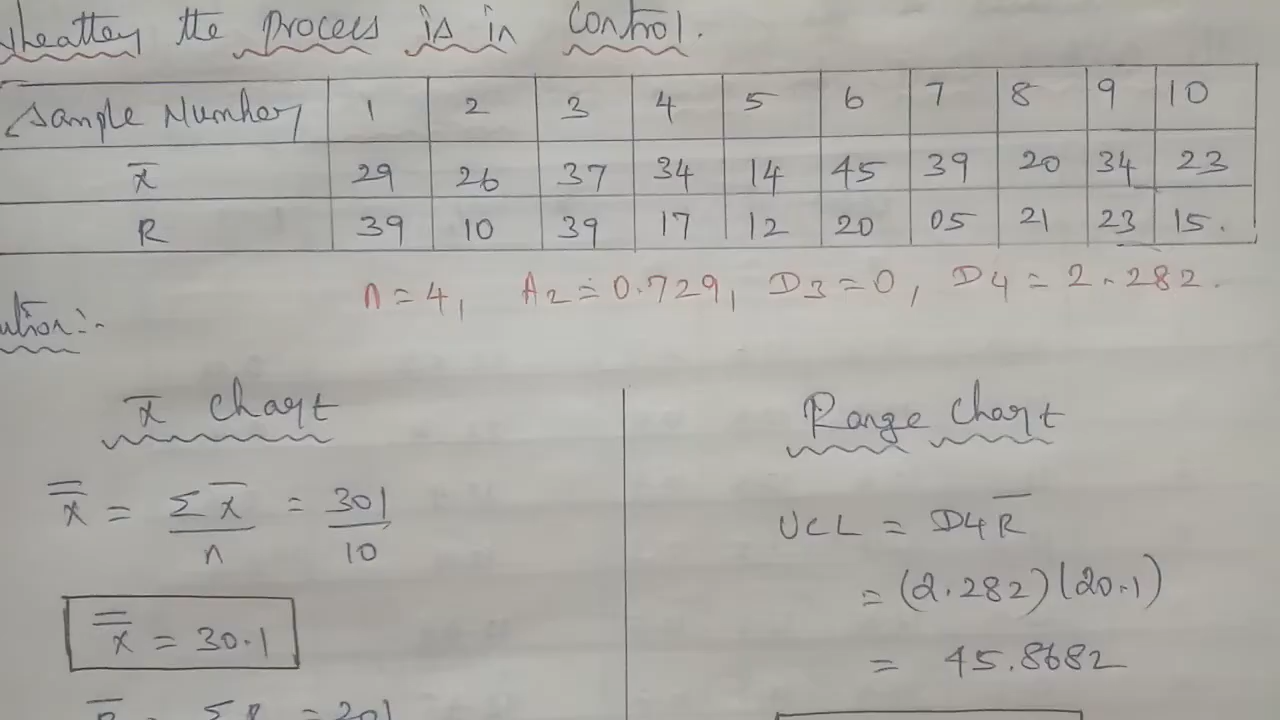 the process is in control.
Sample Number 1 2 3 4 5 6 7 8 9 10
x̄ 29 26 37 34 14 45 39 20 34 23
R 39 10 39 17 12 20 05 21 23 15.
n = 4, A2 = 0.729, D3 = 0, D4 = 2.282.
ution:-
x̄ chart
x̿ = Σx̄ / n = 301 / 10
x̿ = 30.1
= 201
Range chart
UCL = D4R̄
= (2.282)(20.1)
= 45.8682